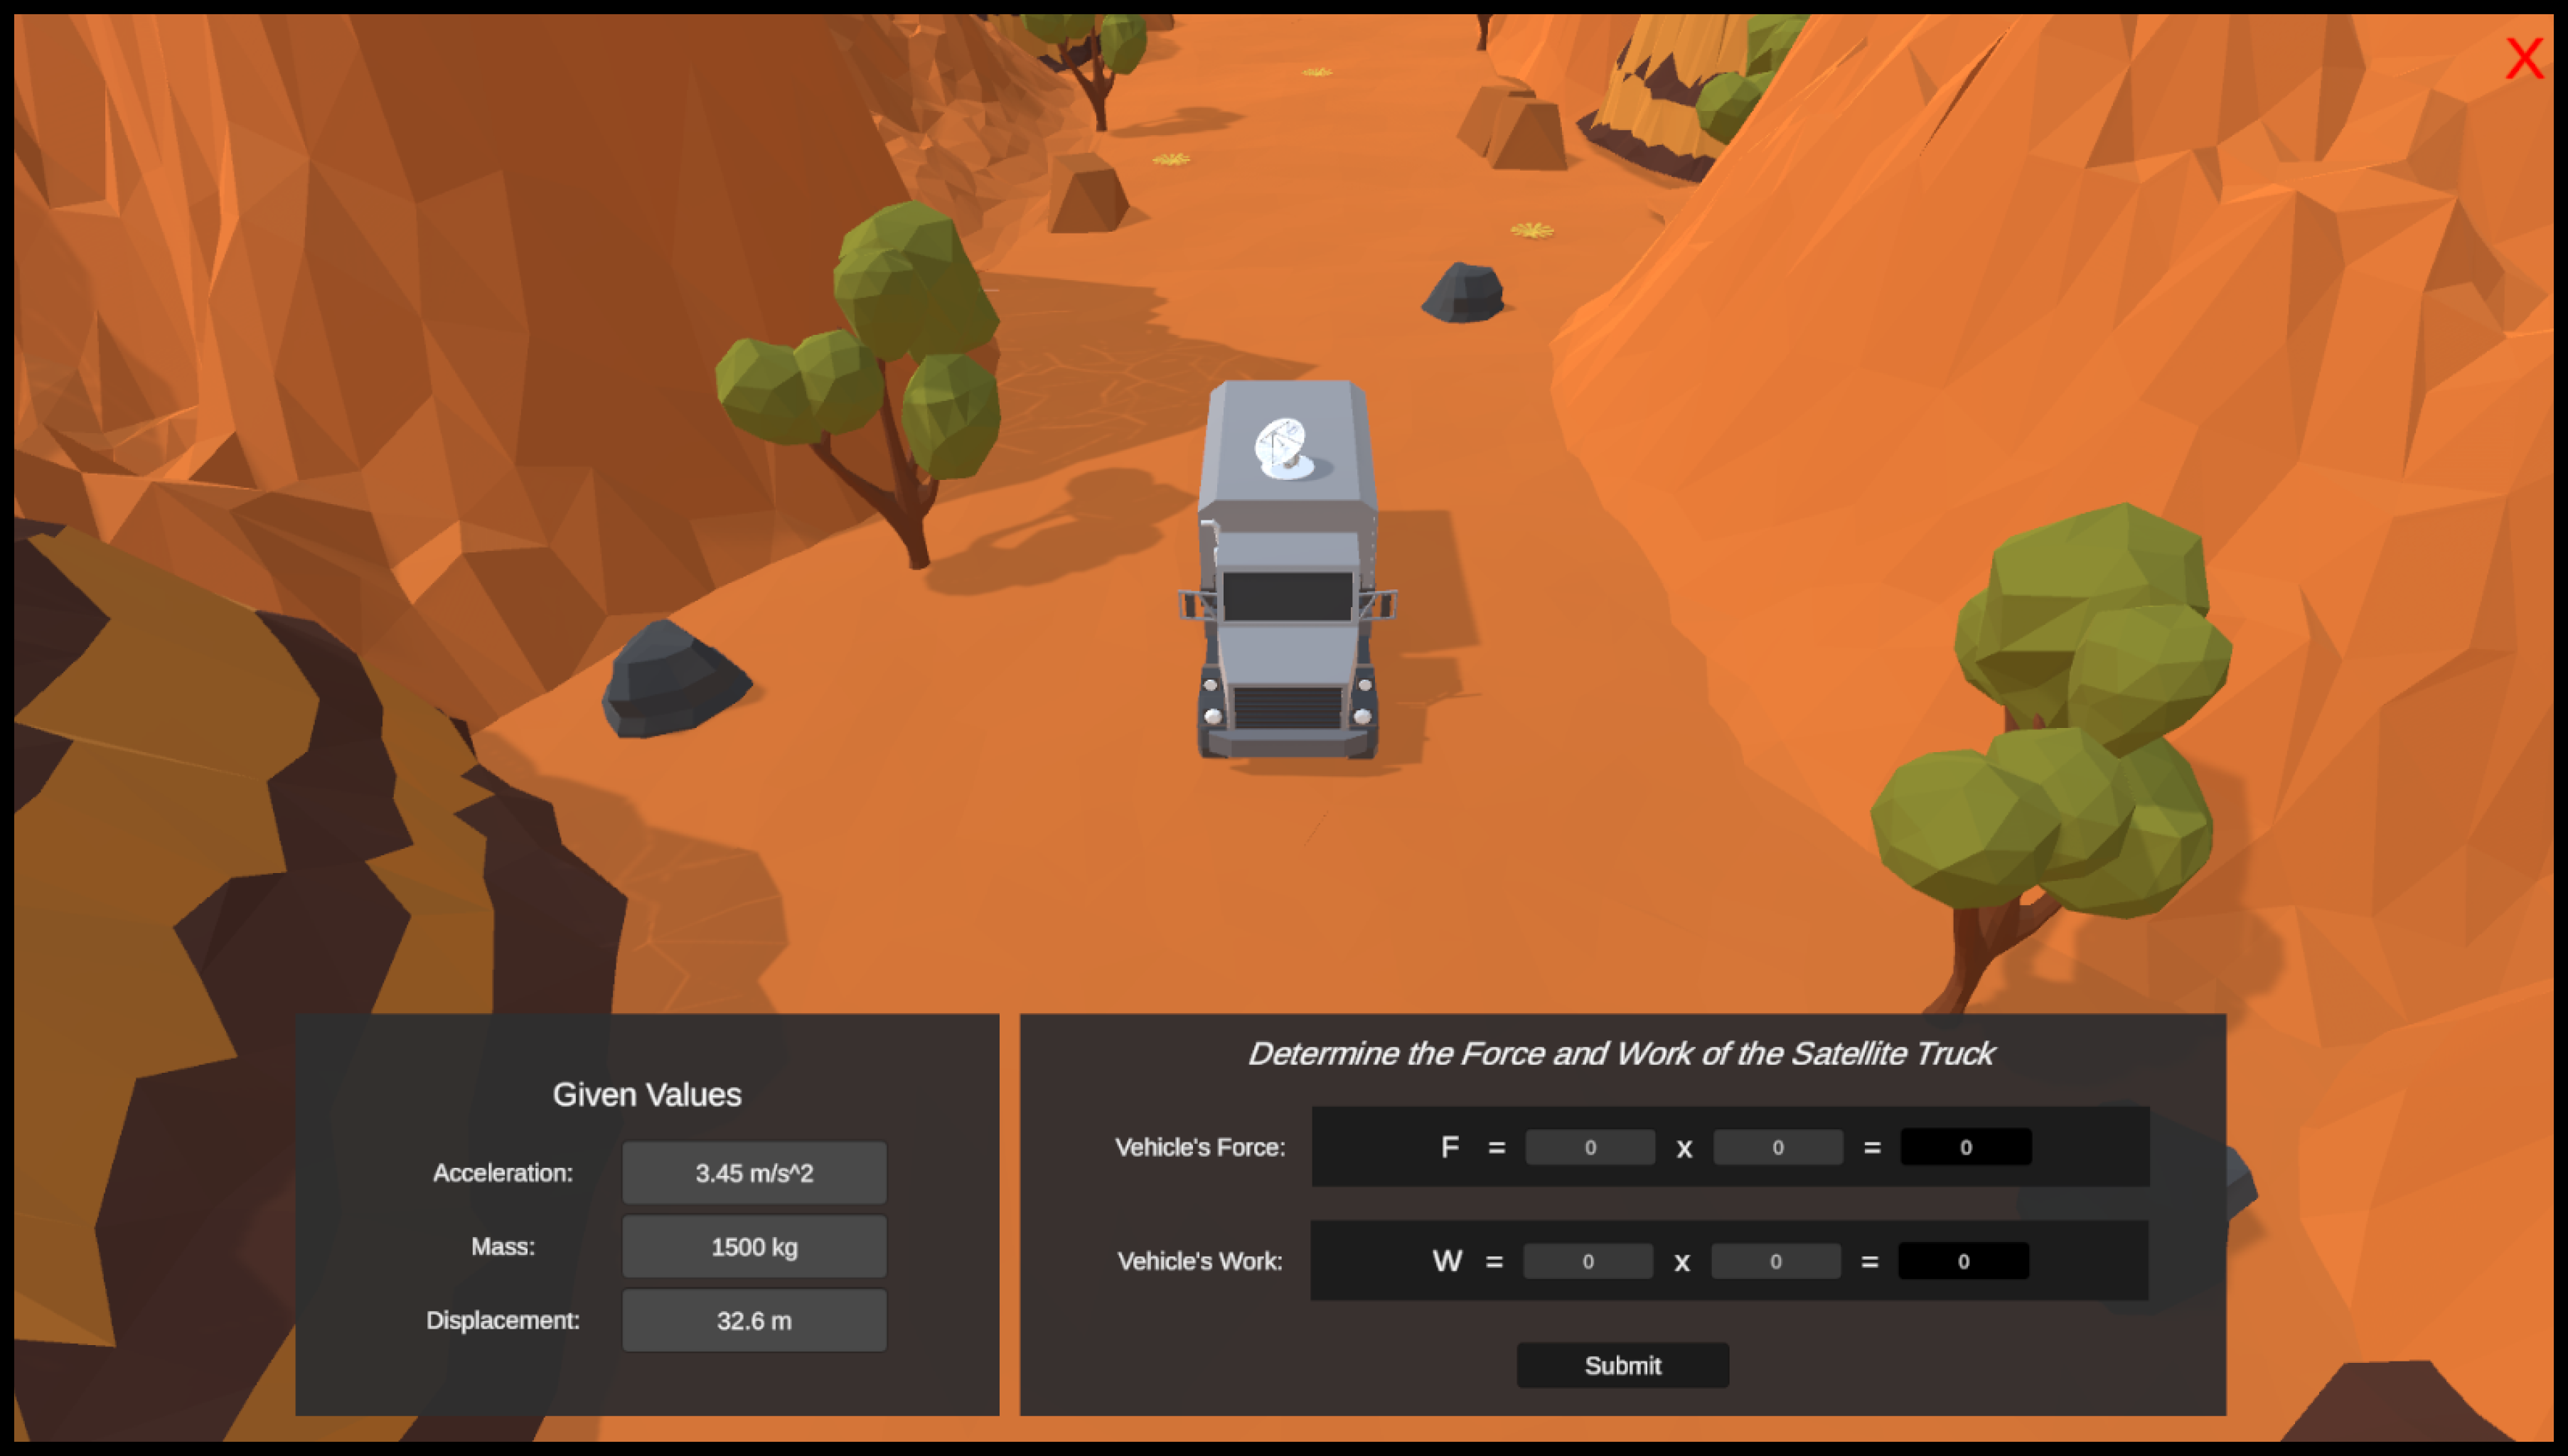 X
Given Values
Acceleration: 3.45 m/s^2
Mass: 1500 kg
Displacement: 32.6 m
Determine the Force and Work of the Satellite Truck
Vehicle's Force: F = 0 x 0 = 0
Vehicle's Work: W = 0 x 0 = 0
Submit